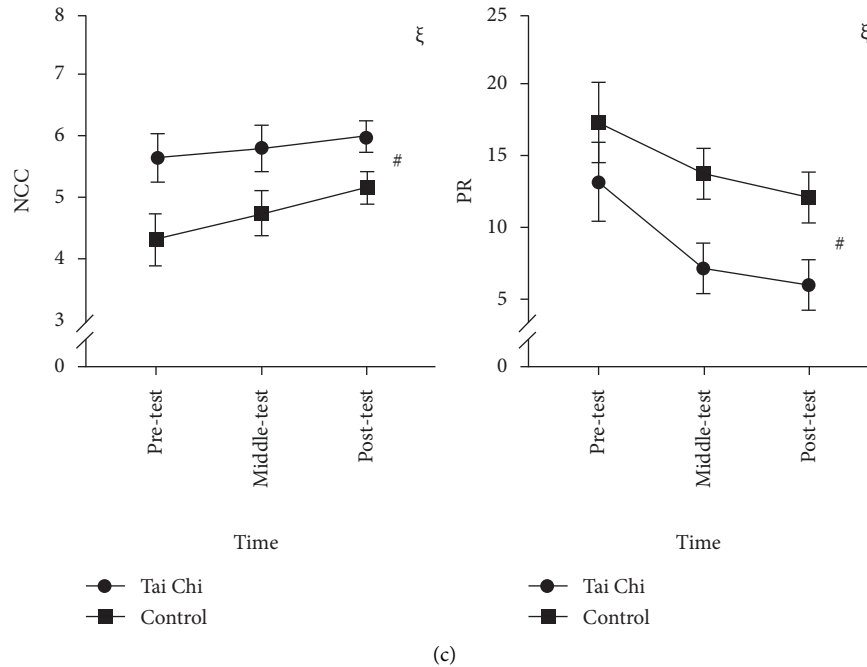 8
7
6
5
4
3
0
NCC
ξ
#
Pre-test
Middle-test
Post-test
Time
Tai Chi
Control
25
20
15
10
5
0
PR
ξ
#
Pre-test
Middle-test
Post-test
Time
Tai Chi
Control
(c)